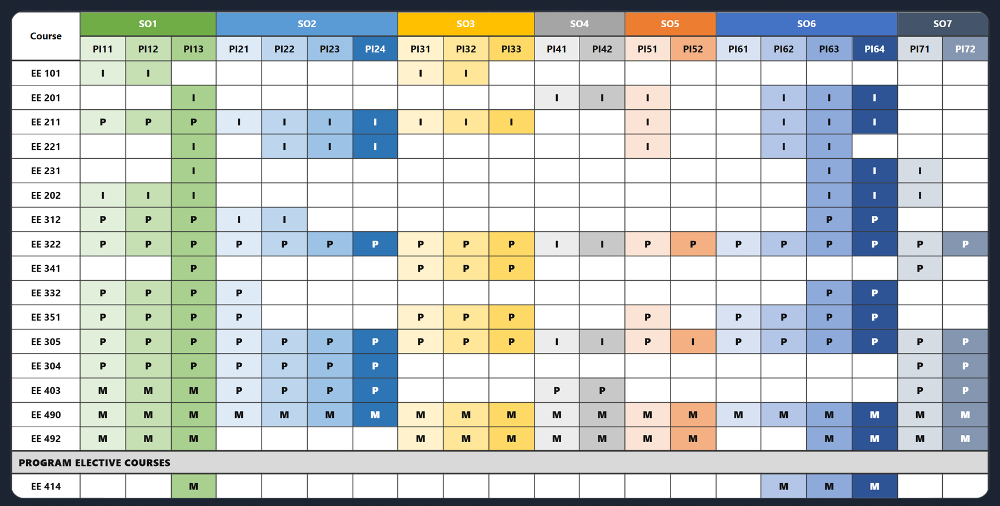 Course SO1 SO2 SO3 SO4 SO5 SO6 SO7
PI11 PI12 PI13 PI21 PI22 PI23 PI24 PI31 PI32 PI33 PI41 PI42 PI51 PI52 PI61 PI62 PI63 PI64 PI71 PI72
EE 101 I I I I
EE 201 I I I I I I I
EE 211 P P P I I I I I I I I I I I
EE 221 I I I I I I I
EE 231 I I I I
EE 202 I I I I I I
EE 312 P P P I I P P
EE 322 P P P P P P P P P P I I P P P P P P P P
EE 341 P P P P P
EE 332 P P P P P P
EE 351 P P P P P P P P P P P P
EE 305 P P P P P P P P P P I I P I P P P P P P
EE 304 P P P P P P P P P
EE 403 M M M P P P P P P P P
EE 490 M M M M M M M M M M M M M M M M M M M M
EE 492 M M M M M M M M M M M M M M
PROGRAM ELECTIVE COURSES
EE 414 M M M M